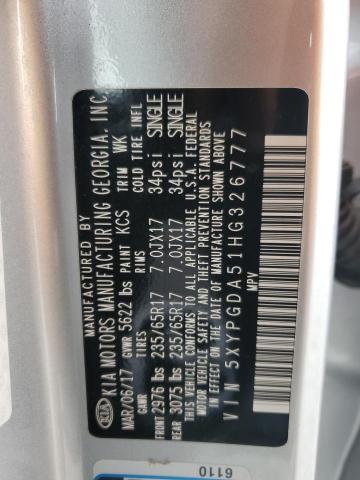 KIA
MANUFACTURED BY
KIA MOTORS MANUFACTURING GEORGIA, INC.
MAR/06/17 PAINT KCS TRIM WK
GVWR 5622 lbs
GAWR TIRES RIMS COLD TIRE INFL
FRONT 2976 lbs 235/65R17 7.0JX17 34psi SINGLE
REAR 3075 lbs 235/65R17 7.0JX17 34psi SINGLE
THIS VEHICLE CONFORMS TO ALL APPLICABLE U.S.A. FEDERAL
MOTOR VEHICLE SAFETY AND THEFT PREVENTION STANDARDS
IN EFFECT ON THE DATE OF MANUFACTURE SHOWN ABOVE
VIN 5XYPGDA51HG326777
MPV
6110